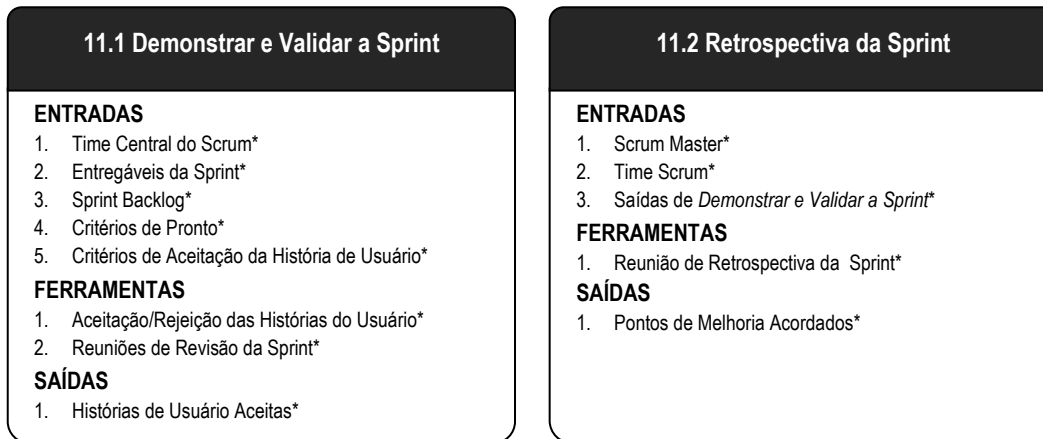 11.1 Demonstrar e Validar a Sprint
ENTRADAS
1. Time Central do Scrum*
2. Entregáveis da Sprint*
3. Sprint Backlog*
4. Critérios de Pronto*
5. Critérios de Aceitação da História de Usuário*
FERRAMENTAS
1. Aceitação/Rejeição das Histórias do Usuário*
2. Reuniões de Revisão da Sprint*
SAÍDAS
1. Histórias de Usuário Aceitas*
11.2 Retrospectiva da Sprint
ENTRADAS
1. Scrum Master*
2. Time Scrum*
3. Saídas de Demonstrar e Validar a Sprint*
FERRAMENTAS
1. Reunião de Retrospectiva da Sprint*
SAÍDAS
1. Pontos de Melhoria Acordados*